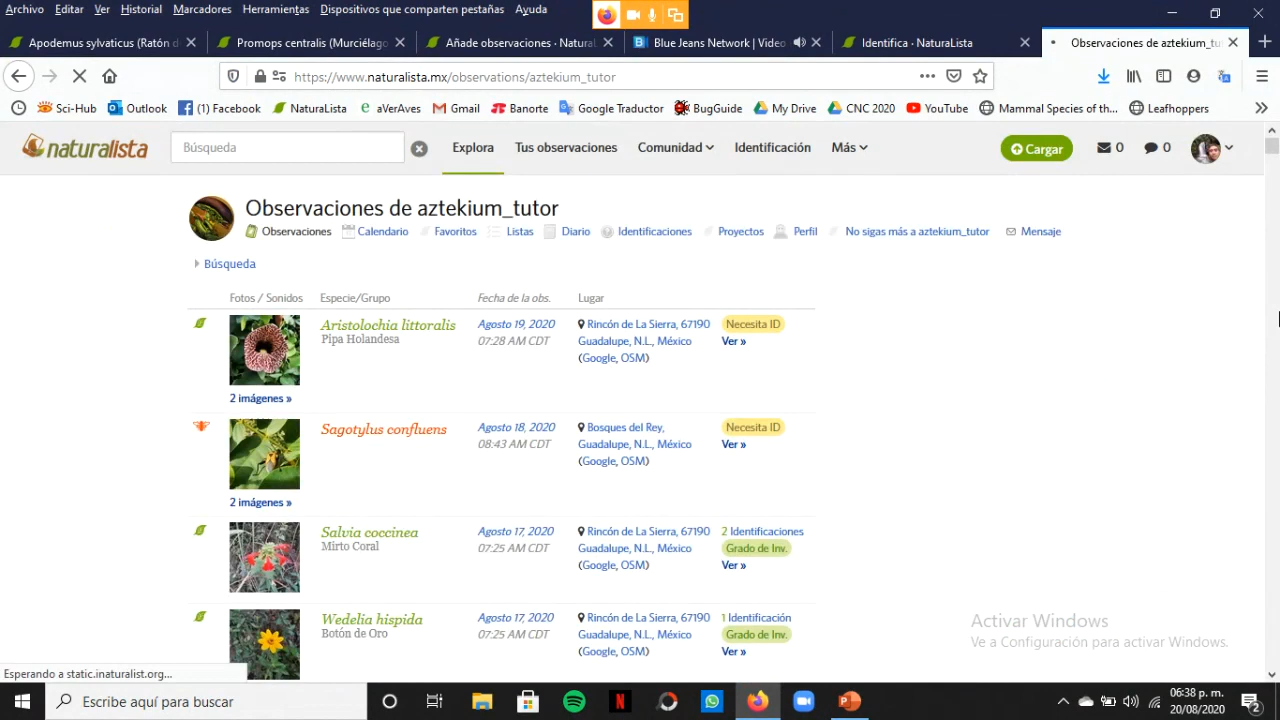 Archivo Editar Ver Historial Marcadores Herramientas Dispositivos que comparten pestañas Ayuda
Apodemus sylvaticus (Ratón d Promops centralis (Murciélago Añade observaciones · Natural Blue Jeans Network | Video Identifica · NaturaLista Observaciones de aztekium_tu
https://www.naturalista.mx/observations/aztekium_tutor
Sci-Hub Outlook (1) Facebook NaturaLista aVerAves Gmail Banorte Google Traductor BugGuide My Drive CNC 2020 YouTube Mammal Species of th... Leafhoppers
naturalista Búsqueda Explora Tus observaciones Comunidad Identificación Más Cargar 0 0
Observaciones de aztekium_tutor
Observaciones Calendario Favoritos Listas Diario Identificaciones Proyectos Perfil No sigas más a aztekium_tutor Mensaje
Búsqueda
Fotos / Sonidos Especie/Grupo Fecha de la obs. Lugar
Aristolochia littoralis Agosto 19, 2020 Rincón de La Sierra, 67190 Necesita ID
Pipa Holandesa 07:28 AM CDT Guadalupe, N.L., México Ver »
(Google, OSM)
2 imágenes »
Sagotylus confluens Agosto 18, 2020 Bosques del Rey, Necesita ID
08:43 AM CDT Guadalupe, N.L., México Ver »
(Google, OSM)
2 imágenes »
Salvia coccinea Agosto 17, 2020 Rincón de La Sierra, 67190 2 Identificaciones
Mirto Coral 07:25 AM CDT Guadalupe, N.L., México Grado de Inv.
(Google, OSM) Ver »
Wedelia hispida Agosto 17, 2020 Rincón de La Sierra, 67190 1 Identificación
Botón de Oro 07:25 AM CDT Guadalupe, N.L., México Grado de Inv.
(Google, OSM) Ver »
Activar Windows
Ve a Configuración para activar Windows.
Esperando a static.inaturalist.org...
Escribe aquí para buscar
06:38 p. m.
20/08/2020
2